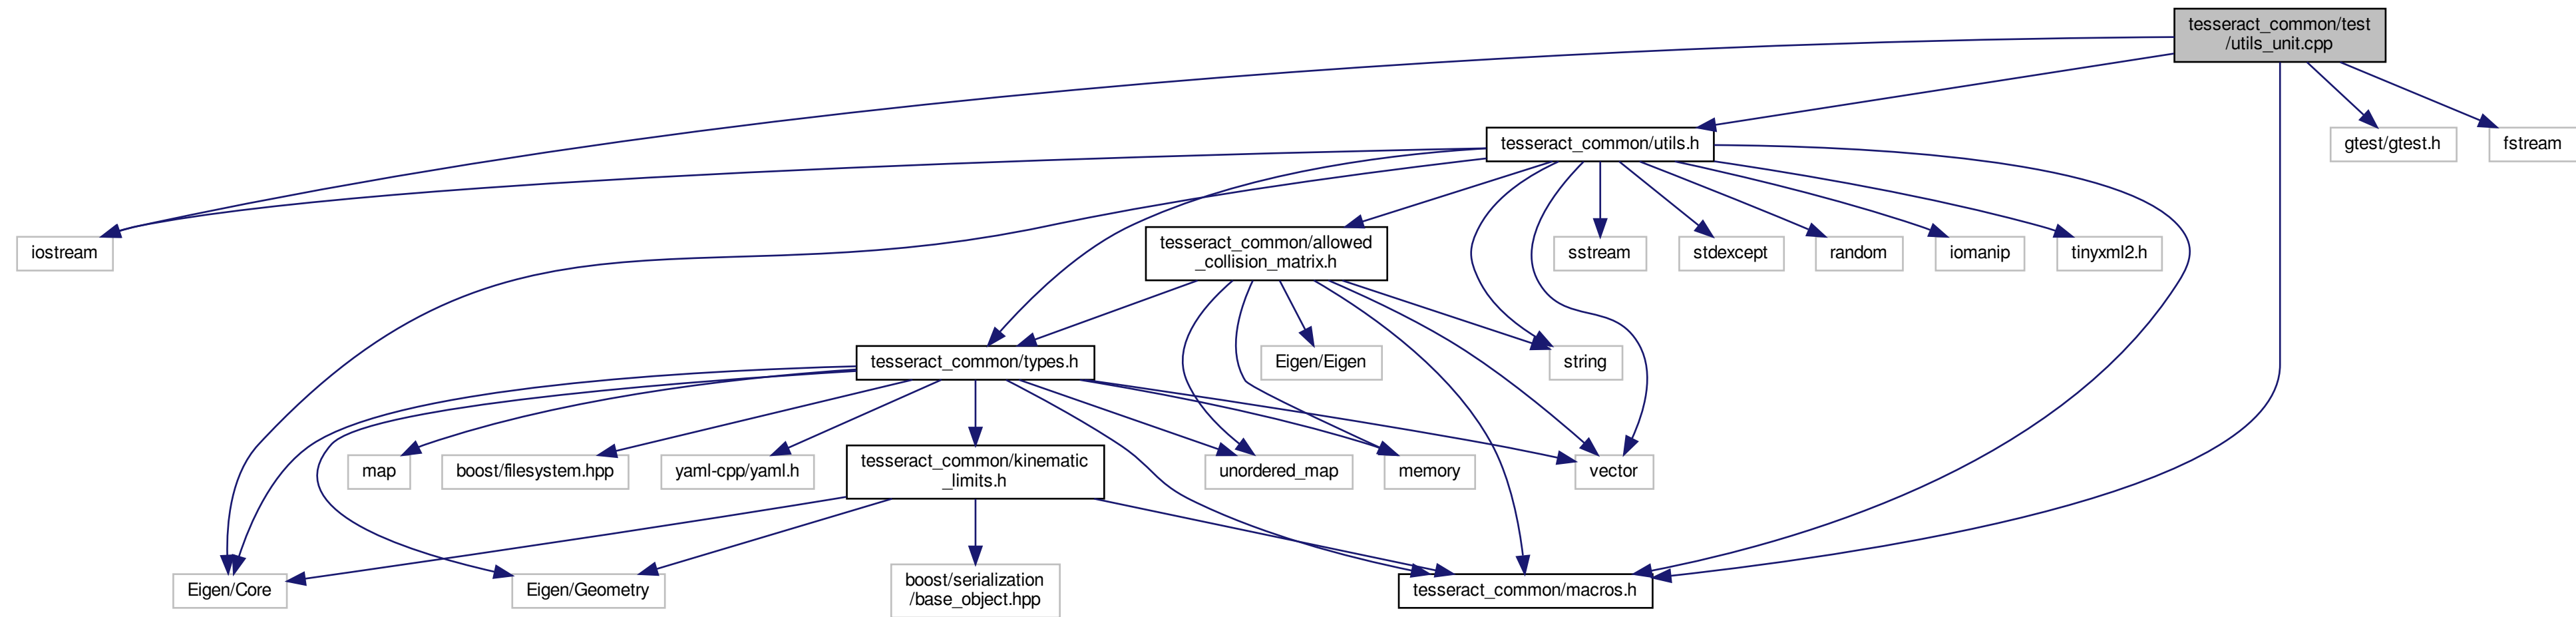 tesseract_common/test
/utils_unit.cpp
tesseract_common/utils.h
gtest/gtest.h
fstream
iostream
tesseract_common/allowed
_collision_matrix.h
sstream
stdexcept
random
iomanip
tinyxml2.h
tesseract_common/types.h
Eigen/Eigen
string
map
boost/filesystem.hpp
yaml-cpp/yaml.h
tesseract_common/kinematic
_limits.h
unordered_map
memory
vector
Eigen/Core
Eigen/Geometry
boost/serialization
/base_object.hpp
tesseract_common/macros.h